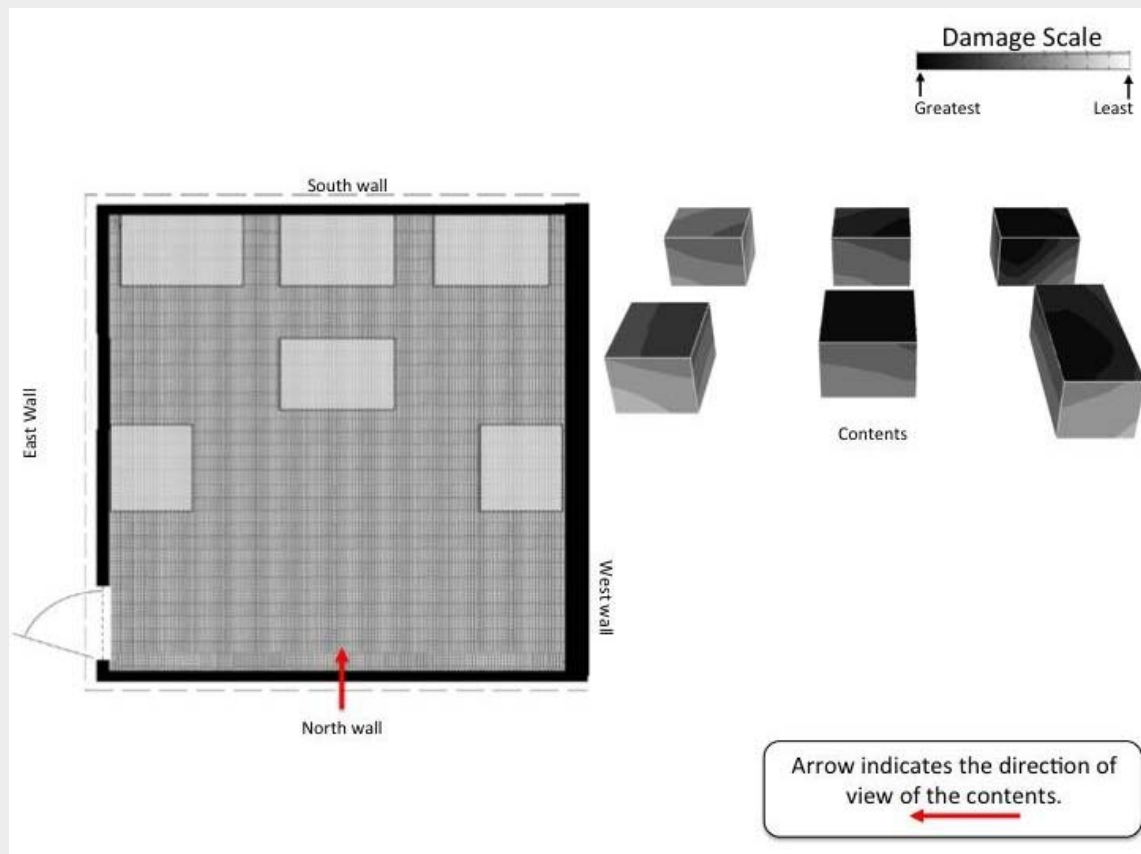 Damage Scale
Greatest
Least
South wall
East Wall
West wall
Contents
North wall
Arrow indicates the direction of
view of the contents.